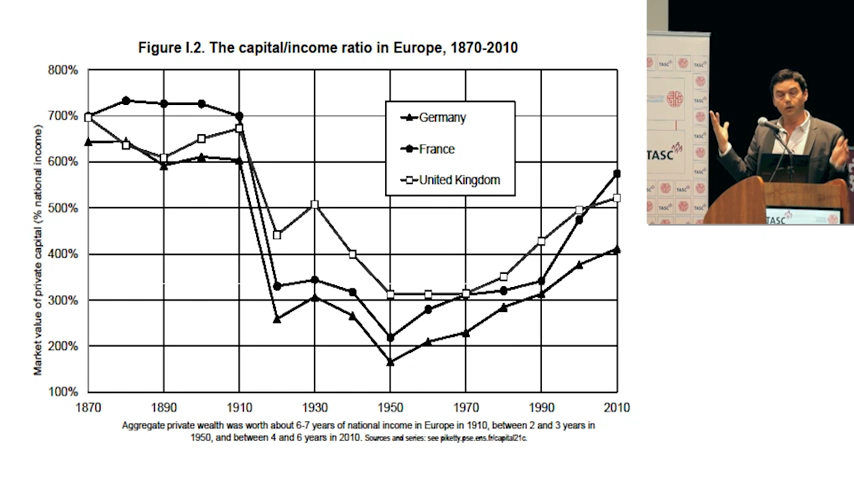 Figure I.2. The capital/income ratio in Europe, 1870-2010
Market value of private capital (% national income)
800%
700%
600%
500%
400%
300%
200%
100%
Germany
France
United Kingdom
1870
1890
1910
1930
1950
1970
1990
2010
Aggregate private wealth was worth about 6-7 years of national income in Europe in 1910, between 2 and 3 years in
1950, and between 4 and 6 years in 2010. Sources and series: see piketty.pse.ens.fr/capital21c.
TASC
TASC